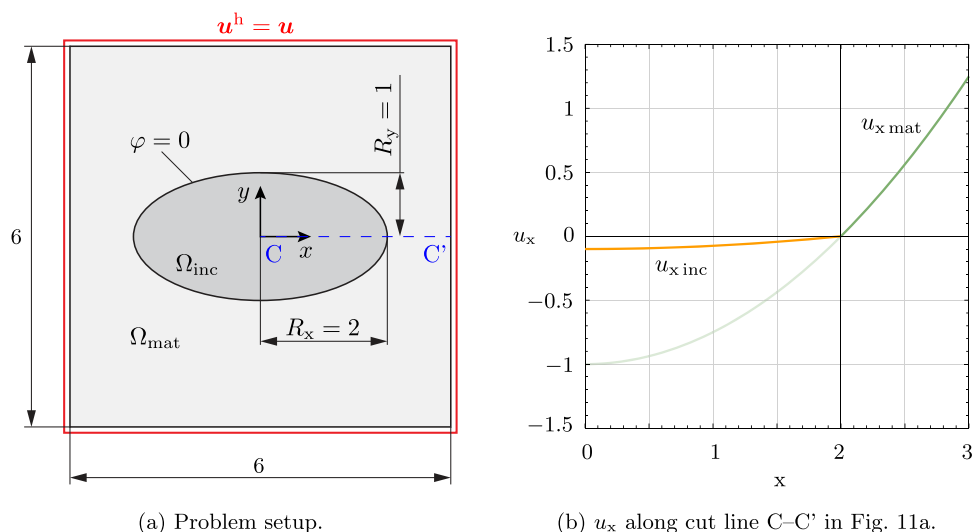 𝒖ʰ = 𝒖
φ = 0
R_y = 1
y
x
C
C'
Ω_inc
R_x = 2
Ω_mat
6
6
(a) Problem setup.
1.5
1
0.5
0
−0.5
−1
−1.5
u_x
u_x mat
u_x inc
0
1
2
3
x
(b) u_x along cut line C–C' in Fig. 11a.